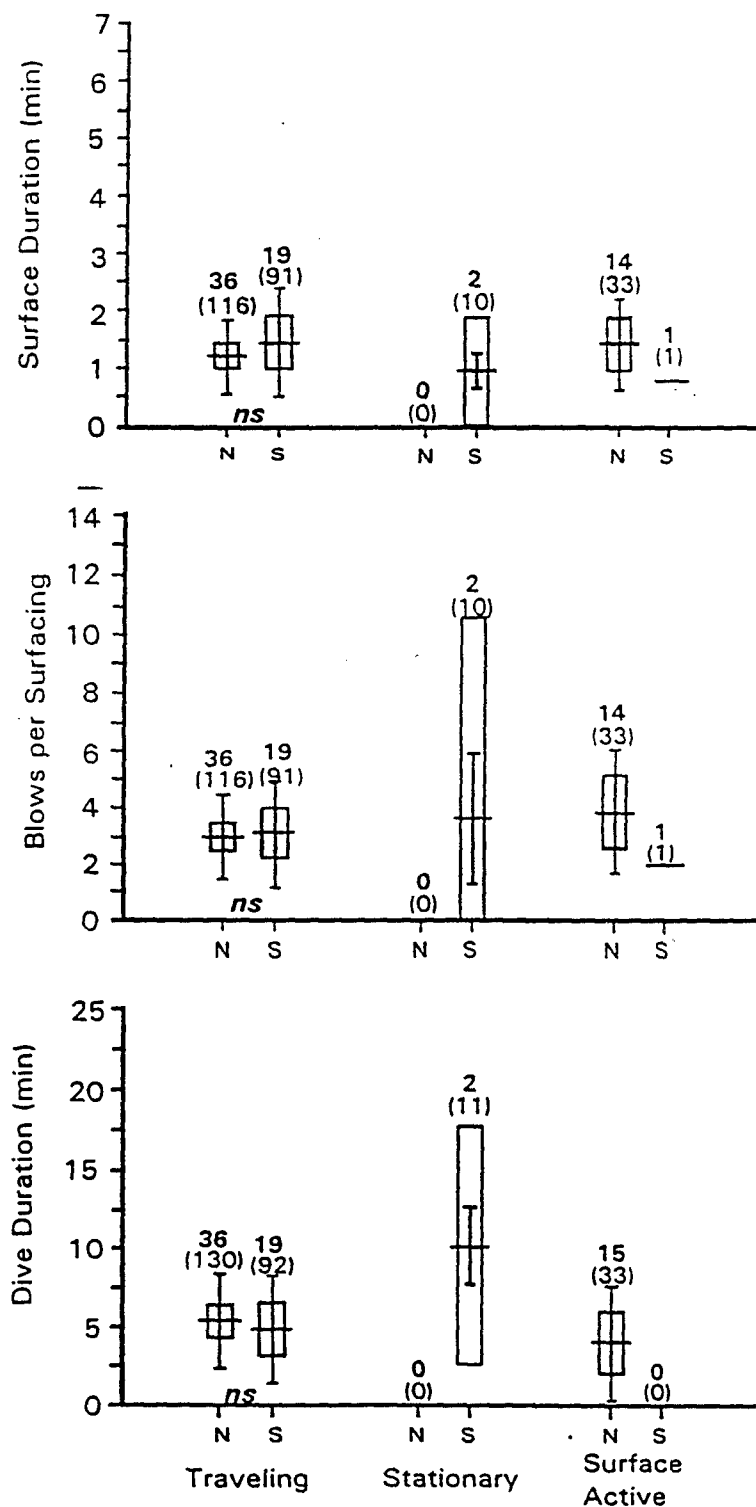 Surface Duration (min)
7
6
5
4
3
2
1
0
36
(116)
19
(91)
ns
N
S
0
(0)
2
(10)
N
S
14
(33)
1
(1)
N
S
Blows per Surfacing
14
12
10
8
6
4
2
0
36
(116)
19
(91)
ns
N
S
0
(0)
2
(10)
N
S
14
(33)
1
(1)
N
S
Dive Duration (min)
25
20
15
10
5
0
36
(130)
19
(92)
ns
N
S
0
(0)
2
(11)
N
S
15
(33)
0
(0)
N
S
Traveling
Stationary
Surface
Active